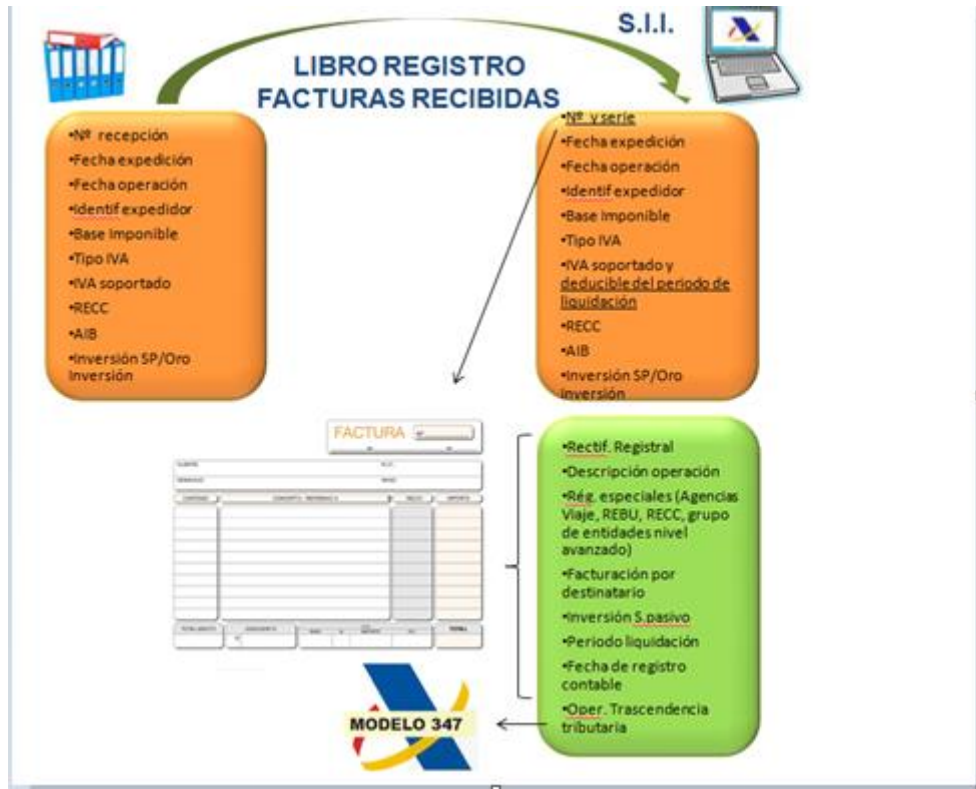 S.I.I.
LIBRO REGISTRO
FACTURAS RECIBIDAS
•Nº recepción
•Fecha expedición
•Fecha operación
•Identif expedidor
•Base Imponible
•Tipo IVA
•IVA soportado
•RECC
•AIB
•Inversión SP/Oro
Inversión
•Nº y serie
•Fecha expedición
•Fecha operación
•Identif expedidor
•Base Imponible
•Tipo IVA
•IVA soportado y
deducible del periodo de
liquidación
•RECC
•AIB
•Inversión SP/Oro
Inversión
FACTURA
•Rectif. Registral
•Descripción operación
•Rég. especiales (Agencias
Viaje, REBU, RECC, grupo
de entidades nivel
avanzado)
•Facturación por
destinatario
•Inversión S.pasivo
•Periodo liquidación
•Fecha de registro
contable
•Oper. Trascendencia
tributaria
MODELO 347